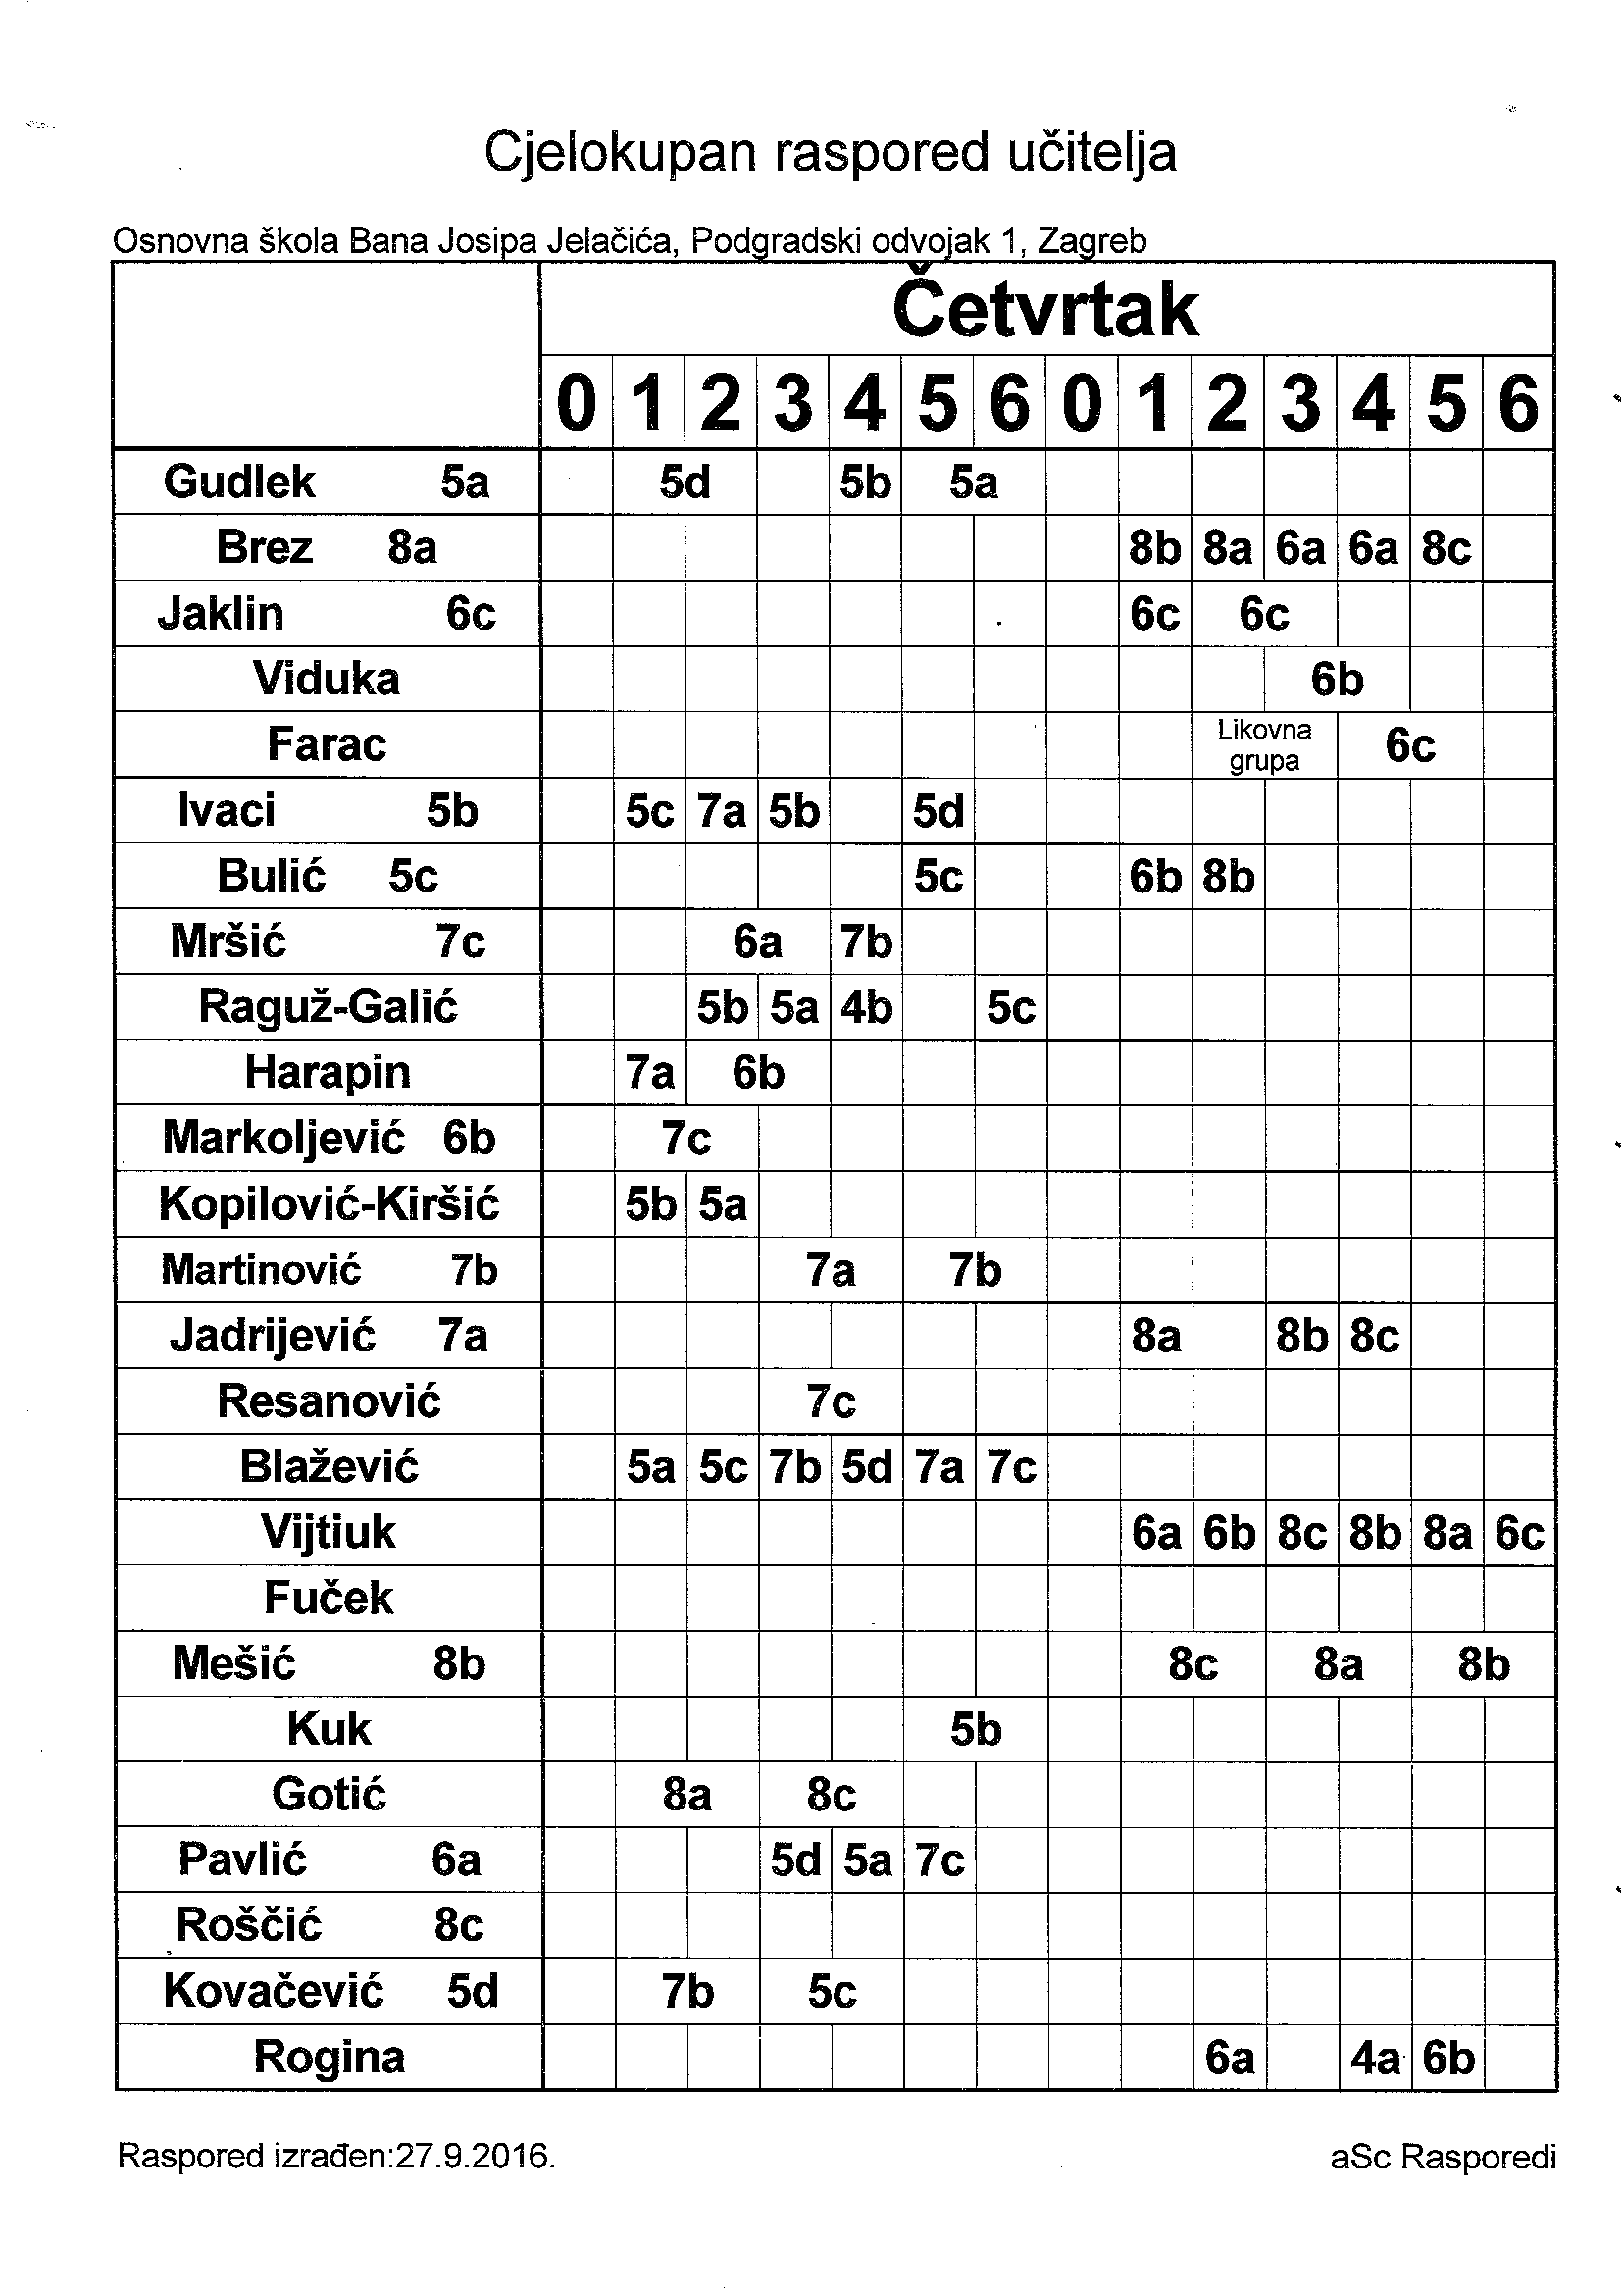 Cjelokupan raspored učitelja
Osnovna škola Bana Josipa Jelačića, Podgradski odvojak 1, Zagreb
Četvrtak
0 1 2 3 4 5 6 0 1 2 3 4 5 6
Gudlek 5a 5d 5b 5a
Brez 8a 8b 8a 6a 6a 8c
Jaklin 6c 6c 6c
Viduka 6b
Farac Likovna grupa 6c
Ivaci 5b 5c 7a 5b 5d
Bulić 5c 5c 6b 8b
Mršić 7c 6a 7b
Raguž-Galić 5b 5a 4b 5c
Harapin 7a 6b
Markoljević 6b 7c
Kopilović-Kiršić 5b 5a
Martinović 7b 7a 7b
Jadrijević 7a 8a 8b 8c
Resanović 7c
Blažević 5a 5c 7b 5d 7a 7c
Vijtiuk 6a 6b 8c 8b 8a 6c
Fuček
Mešić 8b 8c 8a 8b
Kuk 5b
Gotić 8a 8c
Pavlić 6a 5d 5a 7c
Roščić 8c
Kovačević 5d 7b 5c
Rogina 6a 4a 6b
Raspored izrađen:27.9.2016. aSc Rasporedi